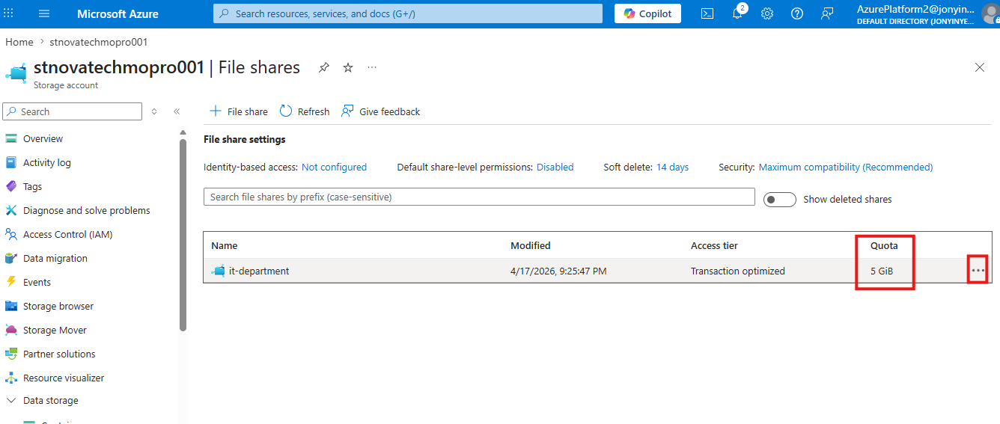 Microsoft Azure
Search resources, services, and docs (G+/)
Copilot
2
AzurePlatform2@jonyin...
DEFAULT DIRECTORY (JONYINYE...
Home > stnovatechmopro001
stnovatechmopro001 | File shares
Storage account
Search
File share
Refresh
Give feedback
Overview
Activity log
Tags
Diagnose and solve problems
Access Control (IAM)
Data migration
Events
Storage browser
Storage Mover
Partner solutions
Resource visualizer
Data storage
File share settings
Identity-based access: Not configured
Default share-level permissions: Disabled
Soft delete: 14 days
Security: Maximum compatibility (Recommended)
Search file shares by prefix (case-sensitive)
Show deleted shares
Name Modified Access tier Quota
it-department 4/17/2026, 9:25:47 PM Transaction optimized 5 GiB